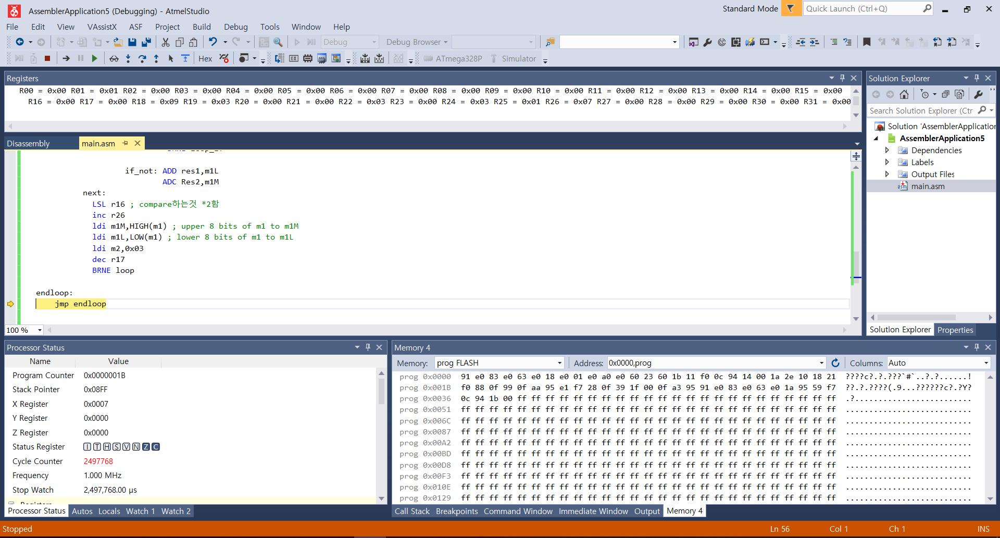 AssemblerApplication5 (Debugging) - AtmelStudio
Standard Mode
Quick Launch (Ctrl+Q)
File Edit View VAssistX ASF Project Build Debug Tools Window Help
Debug Debug Browser
Hex ATmega328P Simulator
Registers
R00 = 0x00 R01 = 0x01 R02 = 0x00 R03 = 0x00 R04 = 0x00 R05 = 0x00 R06 = 0x00 R07 = 0x00 R08 = 0x00 R09 = 0x00 R10 = 0x00 R11 = 0x00 R12 = 0x00 R13 = 0x00 R14 = 0x00 R15 = 0x00
R16 = 0x00 R17 = 0x00 R18 = 0x09 R19 = 0x03 R20 = 0x00 R21 = 0x00 R22 = 0x03 R23 = 0x00 R24 = 0x03 R25 = 0x01 R26 = 0x07 R27 = 0x00 R28 = 0x00 R29 = 0x00 R30 = 0x00 R31 = 0x00
Disassembly main.asm
if_not: ADD res1,m1L
ADC Res2,m1M
next:
LSL r16 ; compare하는것 *2함
inc r26
ldi m1M,HIGH(m1) ; upper 8 bits of m1 to m1M
ldi m1L,LOW(m1) ; lower 8 bits of m1 to m1L
ldi m2,0x03
dec r17
BRNE loop
endloop:
jmp endloop
100 %
Solution Explorer
Search Solution Explorer (Ctr
Solution 'AssemblerApplication
AssemblerApplication5
Dependencies
Labels
Output Files
main.asm
Solution Explorer Properties
Processor Status
Name Value
Program Counter 0x0000001B
Stack Pointer 0x08FF
X Register 0x0007
Y Register 0x0000
Z Register 0x0000
Status Register I T H S V N Z C
Cycle Counter 2497768
Frequency 1.000 MHz
Stop Watch 2,497,768.00 µs
Processor Status Autos Locals Watch 1 Watch 2
Memory 4
Memory: prog FLASH Address: 0x0000,prog Columns: Auto
prog 0x0000 91 e0 83 e0 63 e0 18 e0 01 e0 a0 e0 60 23 60 1b 11 f0 0c 94 14 00 1a 2e 10 18 21 ????c?.?.???`#`..?.?......!
prog 0x001B f0 88 0f 99 0f aa 95 e1 f7 28 0f 39 1f 00 0f a3 95 91 e0 83 e0 63 e0 1a 95 59 f7 ??.?.????(.9...??????c?.?Y?
prog 0x0036 0c 94 1b 00 ff ff ff ff ff ff ff ff ff ff ff ff ff ff ff ff ff ff ff ff ff ff ff .?.........................
prog 0x0051 ff ff ff ff ff ff ff ff ff ff ff ff ff ff ff ff ff ff ff ff ff ff ff ff ff ff ff ...........................
prog 0x006C ff ff ff ff ff ff ff ff ff ff ff ff ff ff ff ff ff ff ff ff ff ff ff ff ff ff ff ...........................
prog 0x0087 ff ff ff ff ff ff ff ff ff ff ff ff ff ff ff ff ff ff ff ff ff ff ff ff ff ff ff ...........................
prog 0x00A2 ff ff ff ff ff ff ff ff ff ff ff ff ff ff ff ff ff ff ff ff ff ff ff ff ff ff ff ...........................
prog 0x00BD ff ff ff ff ff ff ff ff ff ff ff ff ff ff ff ff ff ff ff ff ff ff ff ff ff ff ff ...........................
prog 0x00D8 ff ff ff ff ff ff ff ff ff ff ff ff ff ff ff ff ff ff ff ff ff ff ff ff ff ff ff ...........................
prog 0x00F3 ff ff ff ff ff ff ff ff ff ff ff ff ff ff ff ff ff ff ff ff ff ff ff ff ff ff ff ...........................
prog 0x010E ff ff ff ff ff ff ff ff ff ff ff ff ff ff ff ff ff ff ff ff ff ff ff ff ff ff ff ...........................
prog 0x0129 ff ff ff ff ff ff ff ff ff ff ff ff ff ff ff ff ff ff ff ff ff ff ff ff ff ff ff ...........................
Call Stack Breakpoints Command Window Immediate Window Output Memory 4
Stopped Ln 56 Col 1 Ch 1 INS